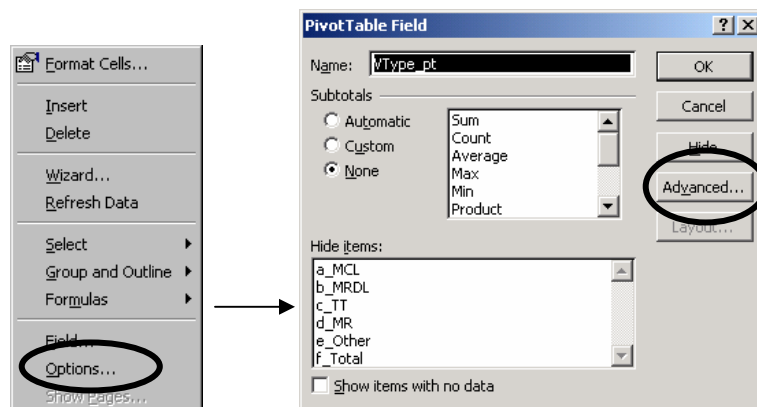 Format Cells...
Insert
Delete
Wizard...
Refresh Data
Select
Group and Outline
Formulas
Field...
Options...
Show Pages...
PivotTable Field
Name: VType_pt
OK
Subtotals
Cancel
Automatic
Custom
None
Sum
Count
Average
Max
Min
Product
Hide
Advanced...
Layout...
Hide items:
a_MCL
b_MRDL
c_TT
d_MR
e_Other
f_Total
Show items with no data